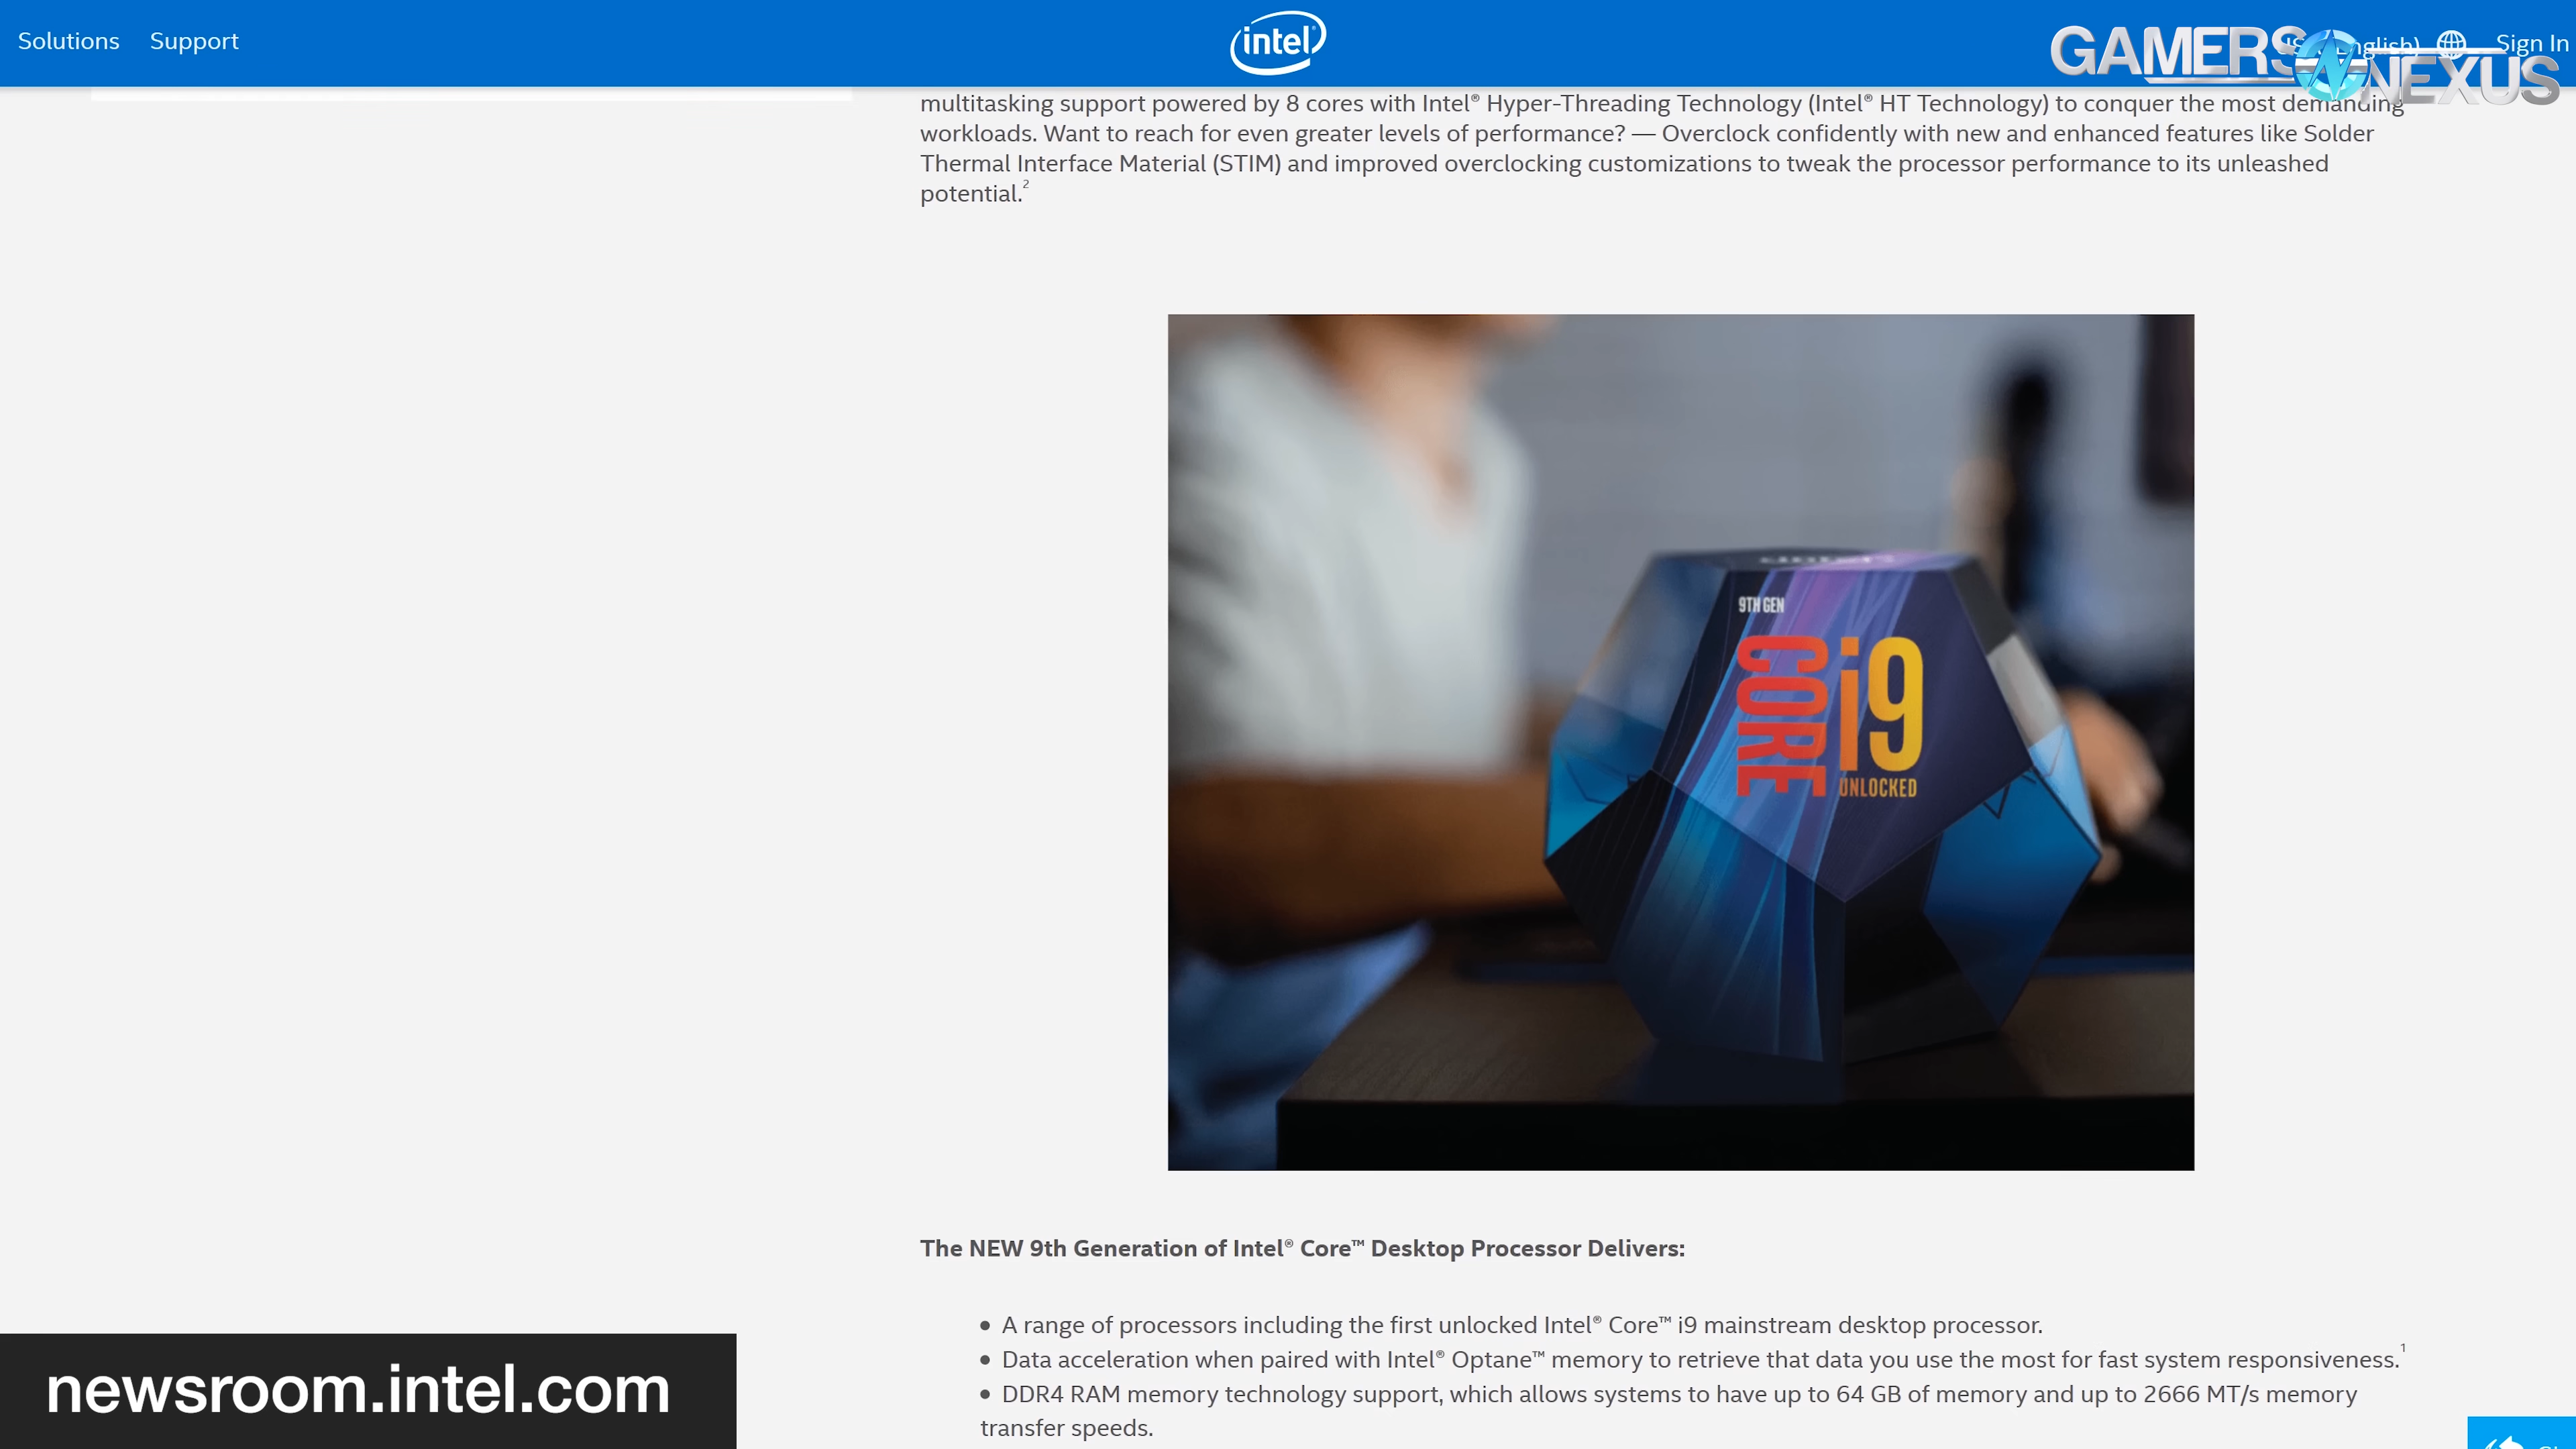 Solutions Support intel Sign In
GAMERS NEXUS
multitasking support powered by 8 cores with Intel® Hyper-Threading Technology (Intel® HT Technology) to conquer the most demanding
workloads. Want to reach for even greater levels of performance? — Overclock confidently with new and enhanced features like Solder
Thermal Interface Material (STIM) and improved overclocking customizations to tweak the processor performance to its unleashed
potential.²
9TH GEN
CORE i9
UNLOCKED
The NEW 9th Generation of Intel® Core™ Desktop Processor Delivers:
• A range of processors including the first unlocked Intel® Core™ i9 mainstream desktop processor.
• Data acceleration when paired with Intel® Optane™ memory to retrieve that data you use the most for fast system responsiveness.¹
• DDR4 RAM memory technology support, which allows systems to have up to 64 GB of memory and up to 2666 MT/s memory
transfer speeds.
newsroom.intel.com